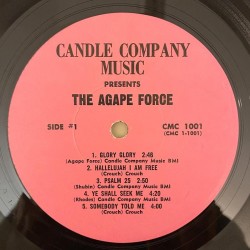 CANDLE COMPANY
MUSIC
PRESENTS
THE AGAPE FORCE
SIDE #1 CMC 1001
(CMC 1-1001)
1. GLORY GLORY 2:46
(Agape Force) Candle Company Music BMI
2. HALLELUJAH I AM FREE
(Crouch) Crouch
3. PSALM 25 2:50
(Shubin) Candle Company Music BMI
4. YE SHALL SEEK ME 4:20
(Rhodes) Candle Company Music BMI
5. SOMEBODY TOLD ME 4:00
(Crouch) Crouch